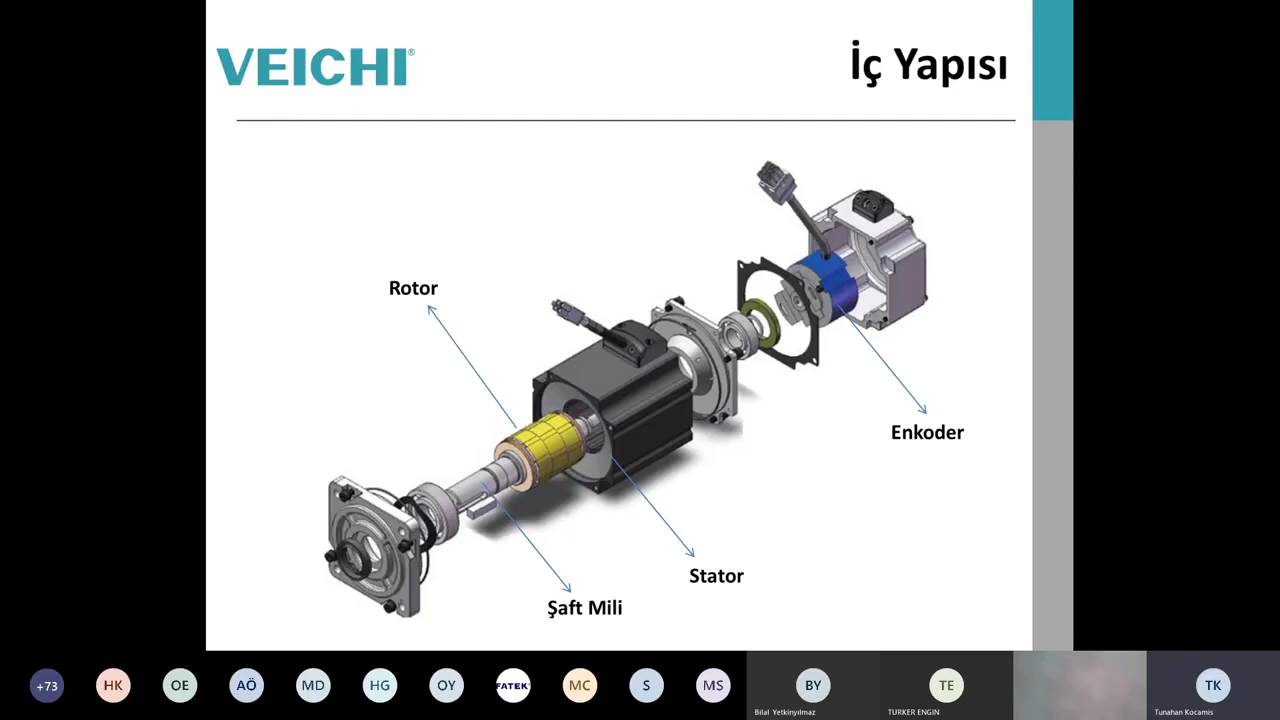 VEICHI®
İç Yapısı
Rotor
Enkoder
Stator
Şaft Mili
+73
HK
OE
AÖ
MD
HG
OY
FATEK
MC
S
MS
BY
TE
TK
Bilal Yetkinyılmaz
TURKER ENGIN
Tunahan Kocamis